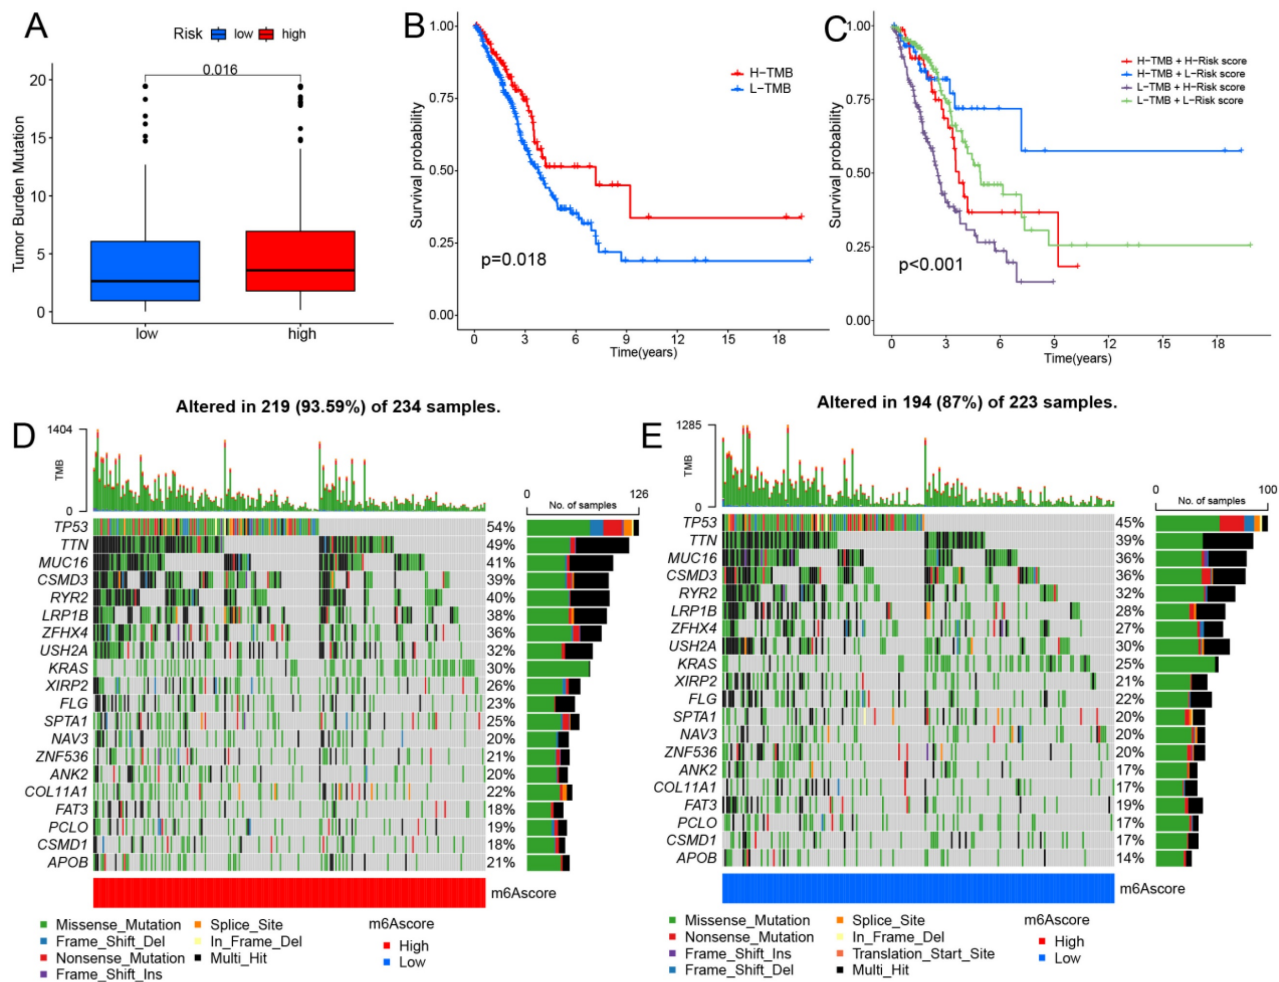 A
Risk low high
Tumor Burden Mutation
20
15
10
5
0
0.016
low high
B
Survival probability
1.00
0.75
0.50
0.25
0.00
H-TMB
L-TMB
p=0.018
0 3 6 9 12 15 18
Time(years)
C
Survival probability
1.00
0.75
0.50
0.25
0.00
H-TMB + H-Risk score
H-TMB + L-Risk score
L-TMB + H-Risk score
L-TMB + L-Risk score
p<0.001
0 3 6 9 12 15 18
Time(years)
D
Altered in 219 (93.59%) of 234 samples.
1404
TMB
0
0 126
No. of samples
TP53 54%
TTN 49%
MUC16 41%
CSMD3 39%
RYR2 40%
LRP1B 38%
ZFHX4 36%
USH2A 32%
KRAS 30%
XIRP2 26%
FLG 23%
SPTA1 25%
NAV3 20%
ZNF536 21%
ANK2 20%
COL11A1 22%
FAT3 18%
PCLO 19%
CSMD1 18%
APOB 21%
m6Ascore
Missense_Mutation
Frame_Shift_Del
Nonsense_Mutation
Frame_Shift_Ins
Splice_Site
In_Frame_Del
Multi_Hit
m6Ascore
High
Low
E
Altered in 194 (87%) of 223 samples.
1285
TMB
0
0 100
No. of samples
TP53 45%
TTN 39%
MUC16 36%
CSMD3 36%
RYR2 32%
LRP1B 28%
ZFHX4 27%
USH2A 30%
KRAS 25%
XIRP2 21%
FLG 22%
SPTA1 20%
NAV3 20%
ZNF536 20%
ANK2 17%
COL11A1 17%
FAT3 19%
PCLO 17%
CSMD1 17%
APOB 14%
m6Ascore
Missense_Mutation
Nonsense_Mutation
Frame_Shift_Ins
Frame_Shift_Del
Splice_Site
In_Frame_Del
Translation_Start_Site
Multi_Hit
m6Ascore
High
Low